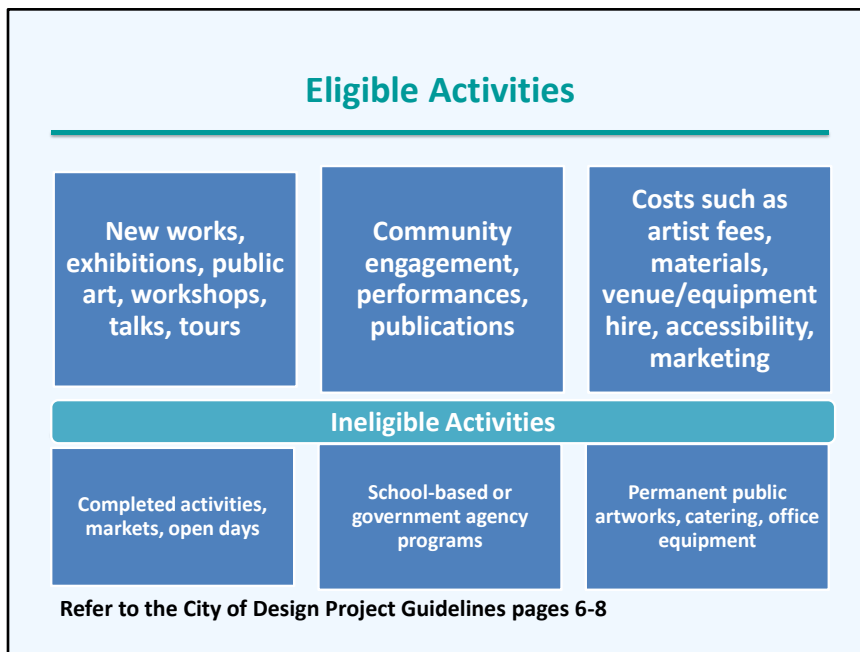 Eligible Activities
New works,
exhibitions, public
art, workshops,
talks, tours
Community
engagement,
performances,
publications
Costs such as
artist fees,
materials,
venue/equipment
hire, accessibility,
marketing
Ineligible Activities
Completed activities,
markets, open days
School-based or
government agency
programs
Permanent public
artworks, catering, office
equipment
Refer to the City of Design Project Guidelines pages 6-8